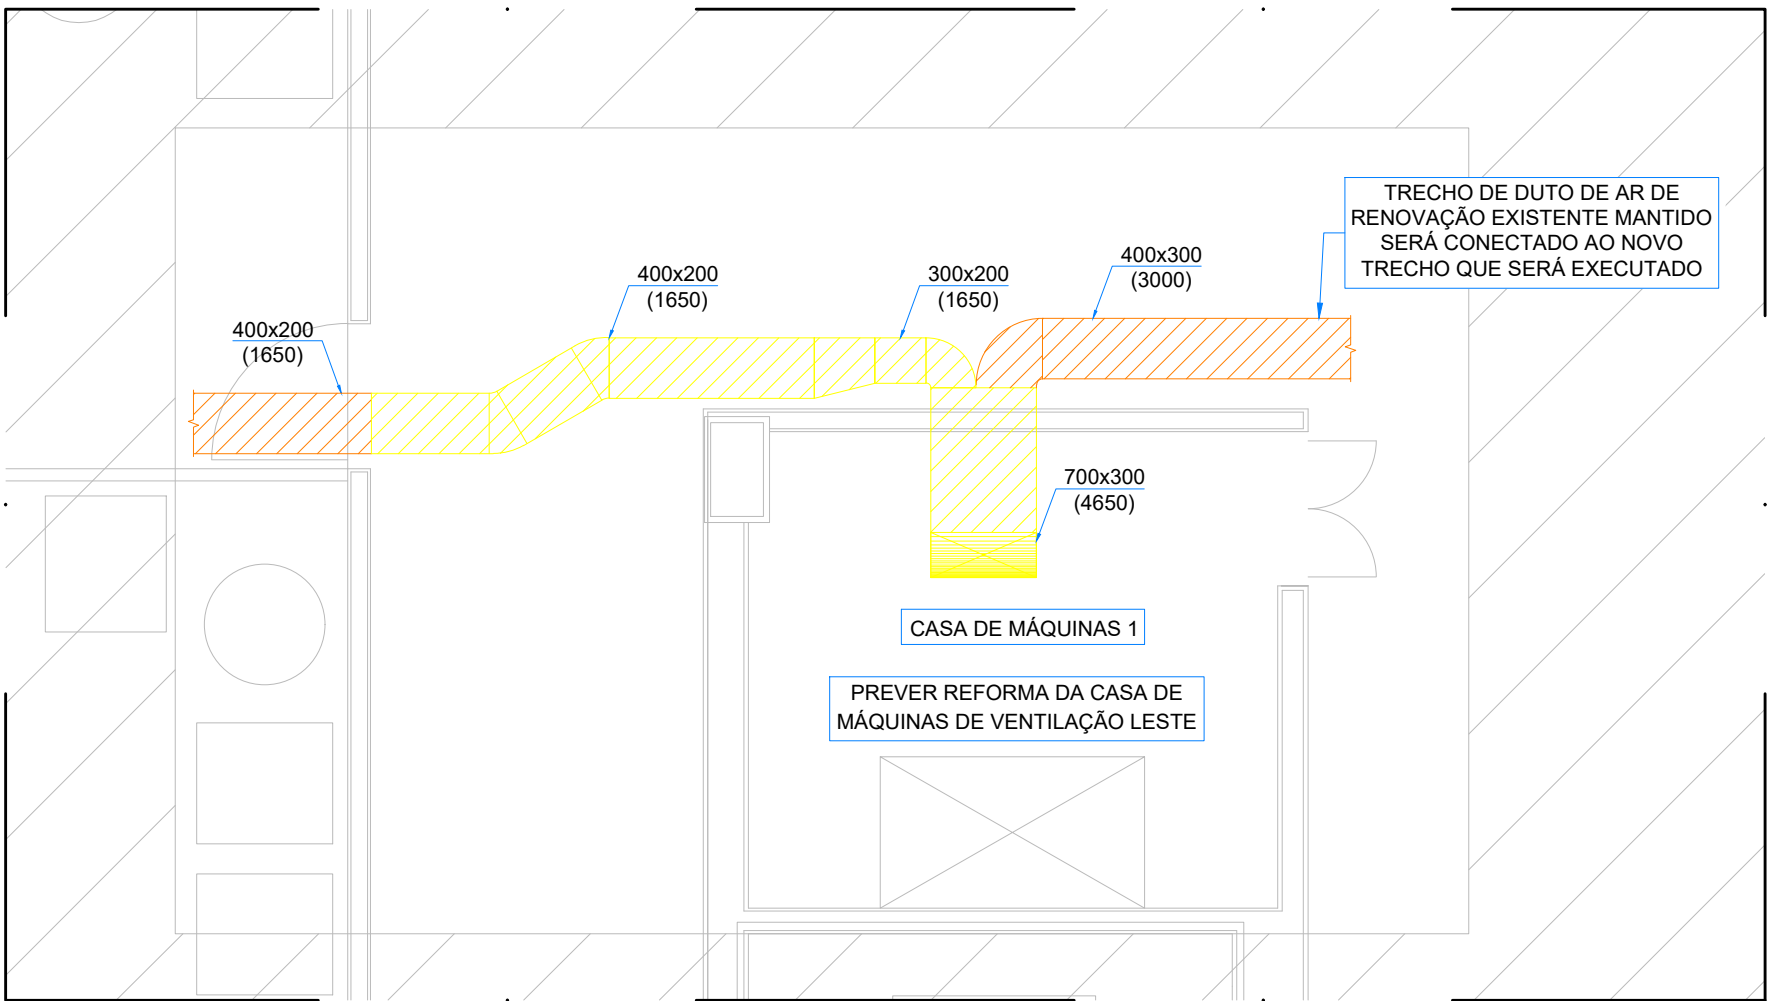 TRECHO DE DUTO DE AR DE
RENOVAÇÃO EXISTENTE MANTIDO
SERÁ CONECTADO AO NOVO
TRECHO QUE SERÁ EXECUTADO
400x300
(3000)
300x200
(1650)
400x200
(1650)
400x200
(1650)
700x300
(4650)
CASA DE MÁQUINAS 1
PREVER REFORMA DA CASA DE
MÁQUINAS DE VENTILAÇÃO LESTE